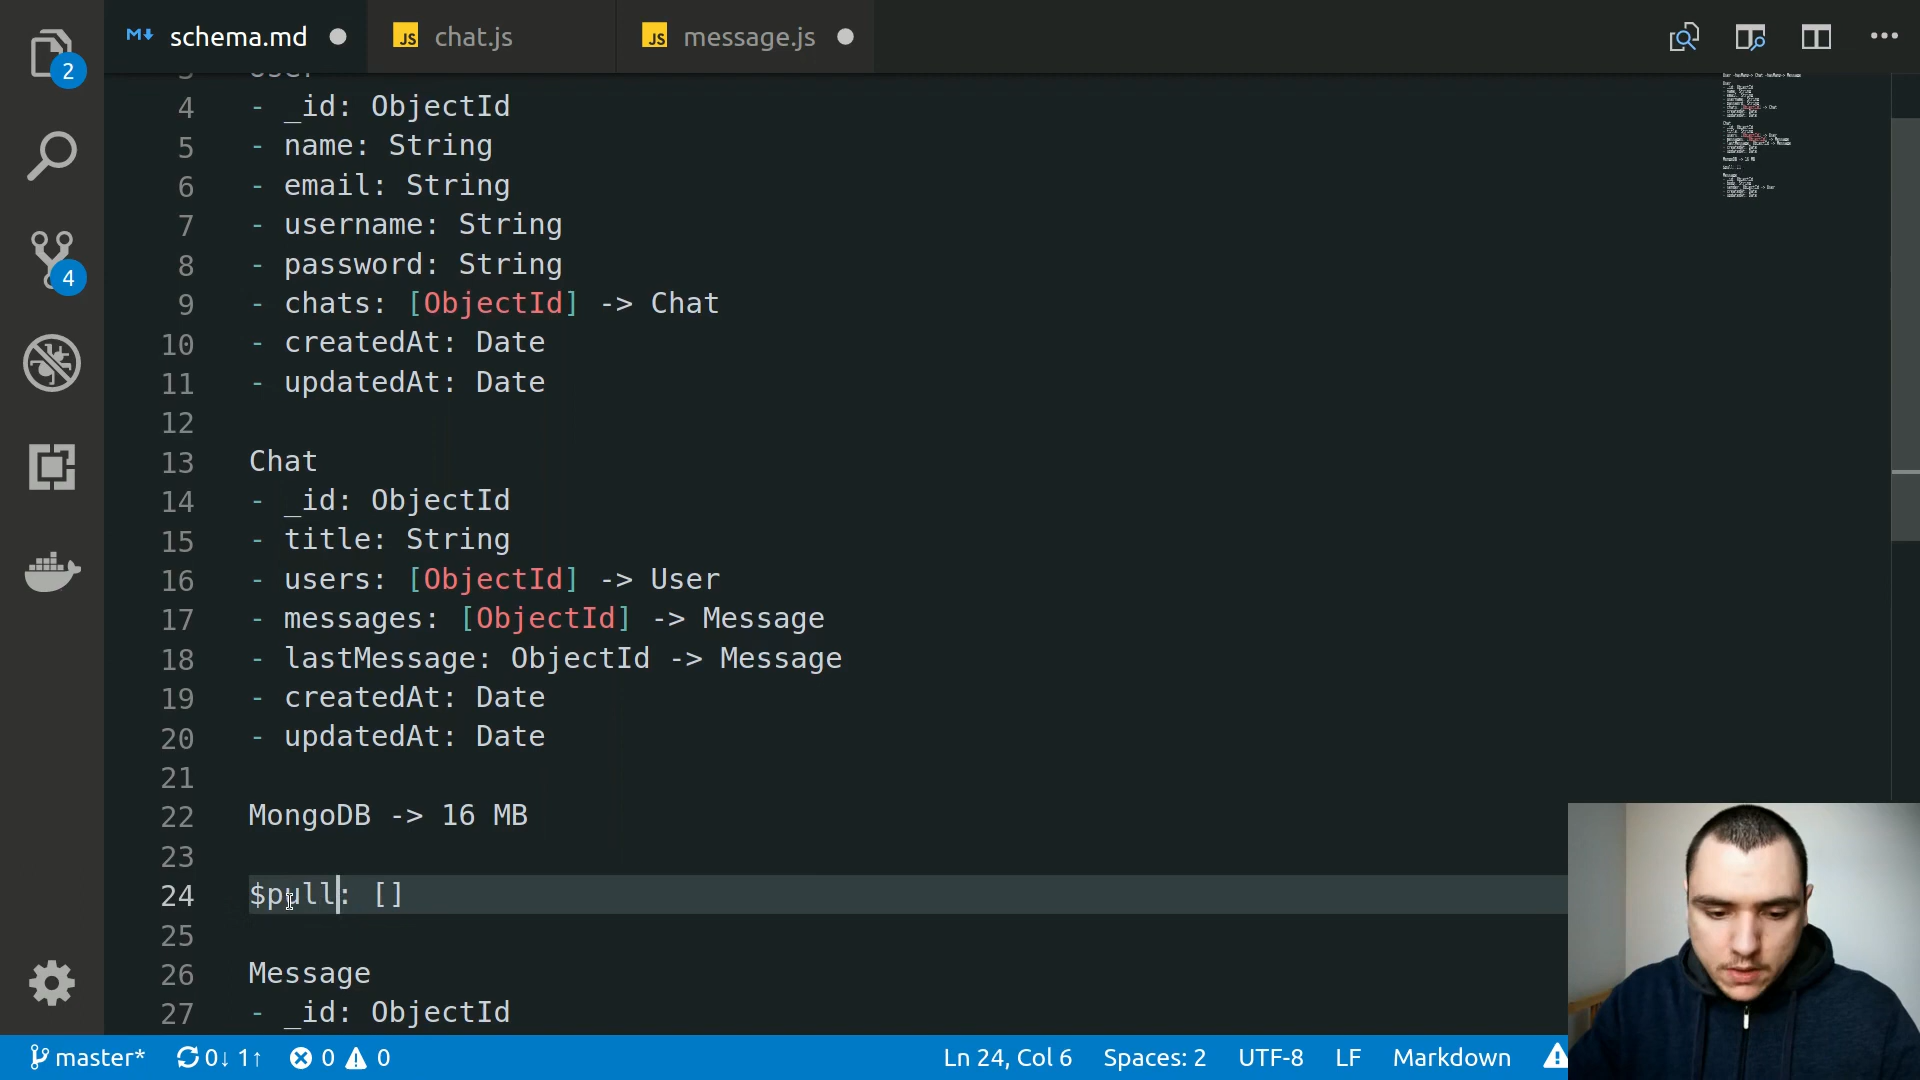 schema.md
JS chat.js
JS message.js
2
4
3 User
4 - _id: ObjectId
5 - name: String
6 - email: String
7 - username: String
8 - password: String
9 - chats: [ObjectId] -> Chat
10 - createdAt: Date
11 - updatedAt: Date
12
13 Chat
14 - _id: ObjectId
15 - title: String
16 - users: [ObjectId] -> User
17 - messages: [ObjectId] -> Message
18 - lastMessage: ObjectId -> Message
19 - createdAt: Date
20 - updatedAt: Date
21
22 MongoDB -> 16 MB
23
24 $pull: []
25
26 Message
27 - _id: ObjectId
master* 0↓ 1↑ 0 0 Ln 24, Col 6 Spaces: 2 UTF-8 LF Markdown